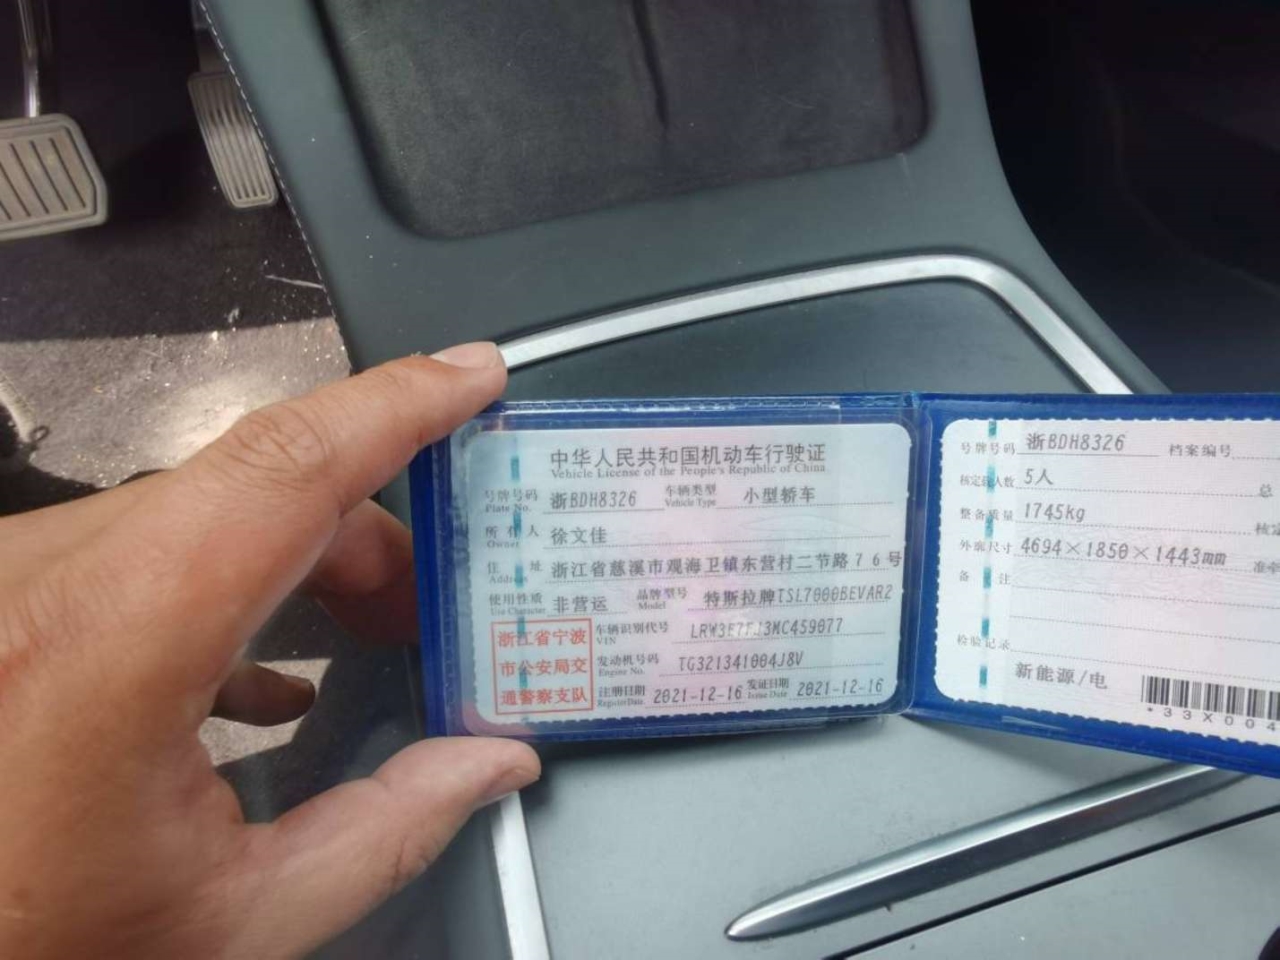 中华人民共和国机动车行驶证
Vehicle License of the People's Republic of China
号牌号码 浙BDH8326 车辆类型 小型轿车
Plate No. Vehicle Type
所有人 徐文佳
Owner
住址 浙江省慈溪市观海卫镇东营村二节路76号
Address
使用性质 非营运 品牌型号 特斯拉牌TSL7000BEVAR2
Use Character Model
浙江省宁波
市公安局交
通警察支队
车辆识别代号
VIN
发动机号码 TG321341004J8V
Engine No.
注册日期 2021-12-16 发证日期 2021-12-16
Register Date Issue Date
号牌号码 浙BDH8326 档案编号
核定载人数 5人 总
整备质量 1745kg 核定
外廓尺寸 4694×1850×1443mm 准牵
备注
检验记录
新能源/电
*33X004